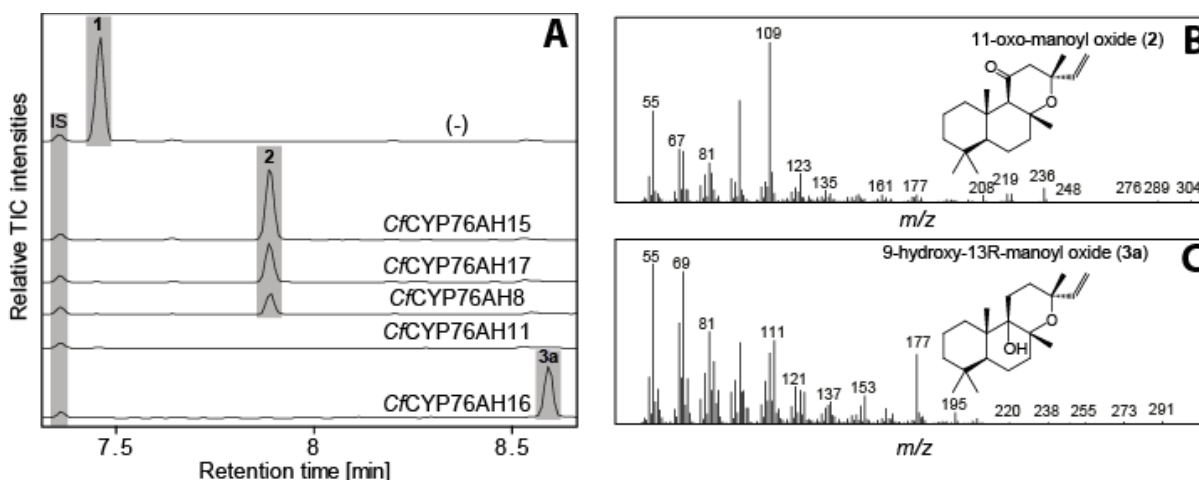 A
Relative TIC intensities
IS
1
(-)
2
CfCYP76AH15
CfCYP76AH17
CfCYP76AH8
CfCYP76AH11
3a
CfCYP76AH16
7.5 8 8.5
Retention time [min]
B
11-oxo-manoyl oxide (2)
109
55
67
81
123
135
161
177
208
219
236
248
276
289
304
O
O
m/z
C
9-hydroxy-13R-manoyl oxide (3a)
55
69
81
111
121
137
153
177
195
220
238
255
273
291
O
OH
m/z